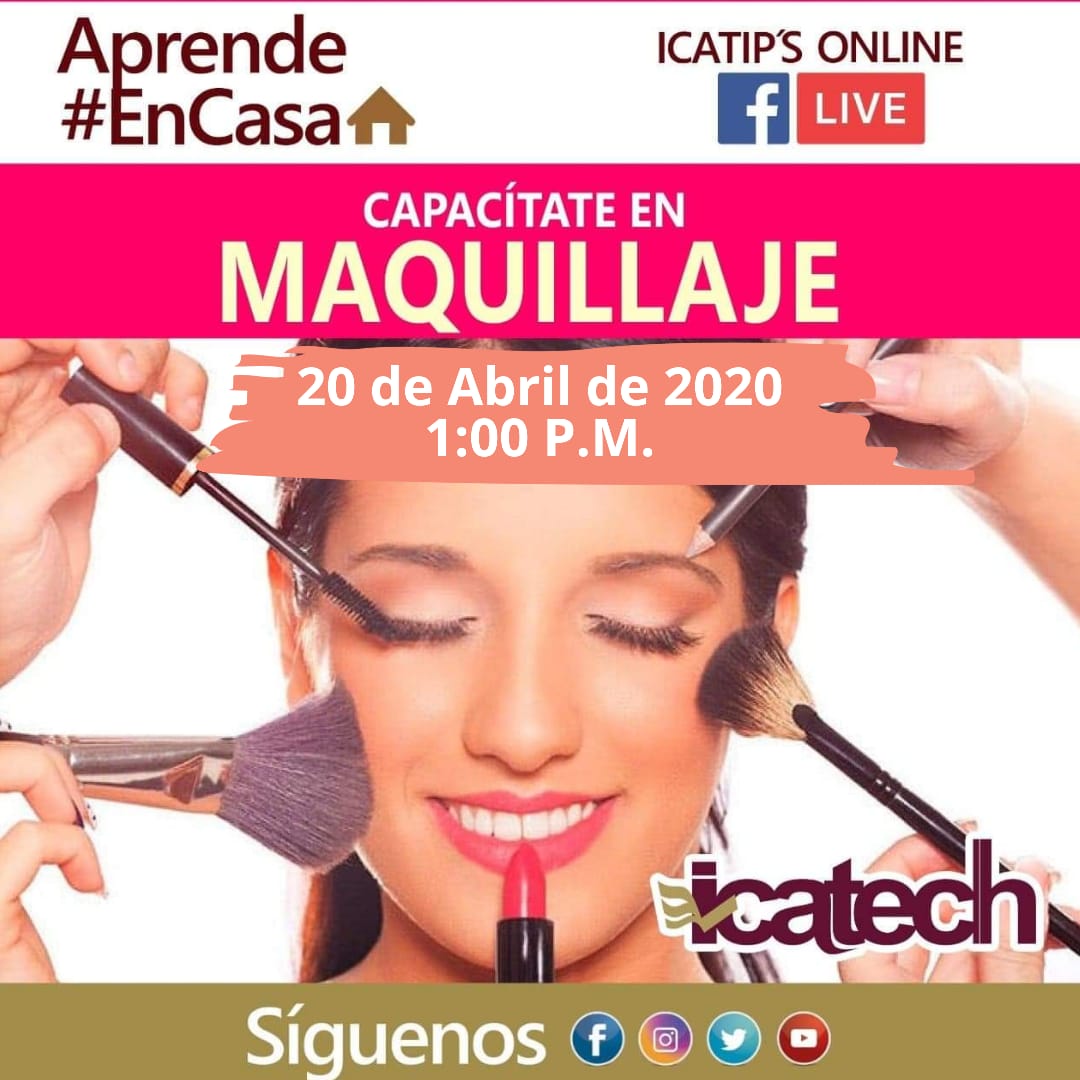 Aprende
#EnCasa
ICATIP'S ONLINE
f LIVE
CAPACÍTATE EN
MAQUILLAJE
20 de Abril de 2020
1:00 P.M.
icatech
Síguenos